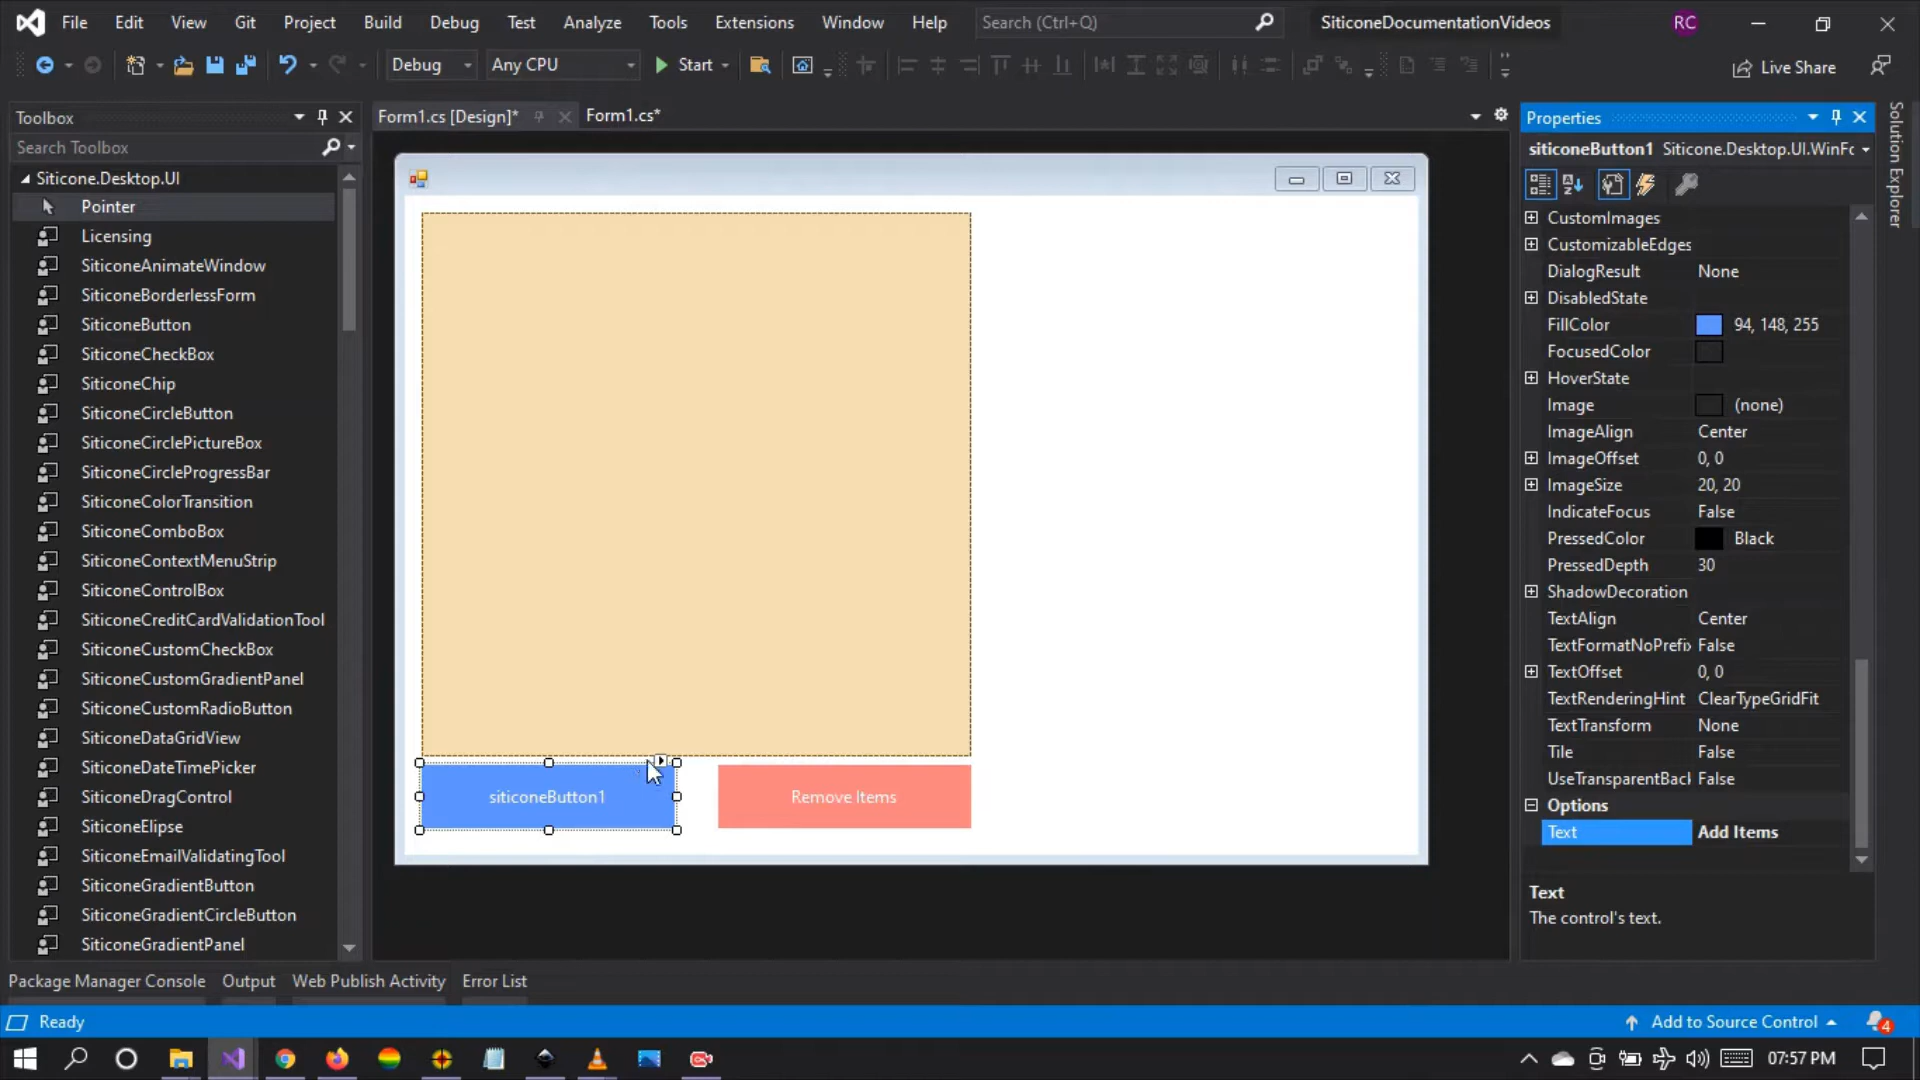 File Edit View Git Project Build Debug Test Analyze Tools Extensions Window Help Search (Ctrl+Q) SiticoneDocumentationVideos RC
Debug Any CPU Start Live Share
Toolbox
Search Toolbox
Siticone.Desktop.UI
Pointer
Licensing
SiticoneAnimateWindow
SiticoneBorderlessForm
SiticoneButton
SiticoneCheckBox
SiticoneChip
SiticoneCircleButton
SiticoneCirclePictureBox
SiticoneCircleProgressBar
SiticoneColorTransition
SiticoneComboBox
SiticoneContextMenuStrip
SiticoneControlBox
SiticoneCreditCardValidationTool
SiticoneCustomCheckBox
SiticoneCustomGradientPanel
SiticoneCustomRadioButton
SiticoneDataGridView
SiticoneDateTimePicker
SiticoneDragControl
SiticoneElipse
SiticoneEmailValidatingTool
SiticoneGradientButton
SiticoneGradientCircleButton
SiticoneGradientPanel
Form1.cs [Design]* Form1.cs*
siticoneButton1 Remove Items
Properties
siticoneButton1 Siticone.Desktop.UI.WinFc
CustomImages
CustomizableEdges
DialogResult None
DisabledState
FillColor 94, 148, 255
FocusedColor
HoverState
Image (none)
ImageAlign Center
ImageOffset 0, 0
ImageSize 20, 20
IndicateFocus False
PressedColor Black
PressedDepth 30
ShadowDecoration
TextAlign Center
TextFormatNoPrefix False
TextOffset 0, 0
TextRenderingHint ClearTypeGridFit
TextTransform None
Tile False
UseTransparentBack False
Options
Text Add Items
Text
The control's text.
Solution Explorer
Package Manager Console Output Web Publish Activity Error List
Ready Add to Source Control 4
07:57 PM